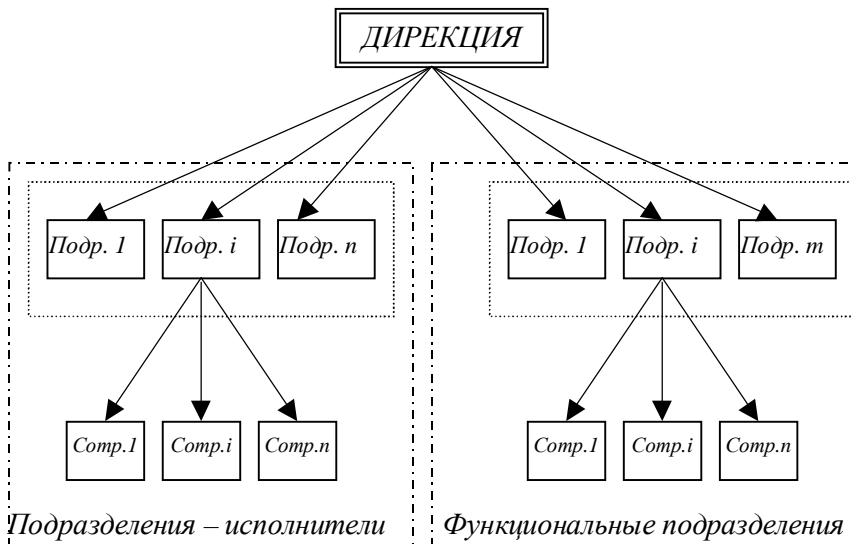 ДИРЕКЦИЯ
Подр. 1 Подр. i Подр. n Подр. 1 Подр. i Подр. m
Сотр.1 Сотр.i Сотр.n Сотр.1 Сотр.i Сотр.n
Подразделения – исполнители Функциональные подразделения